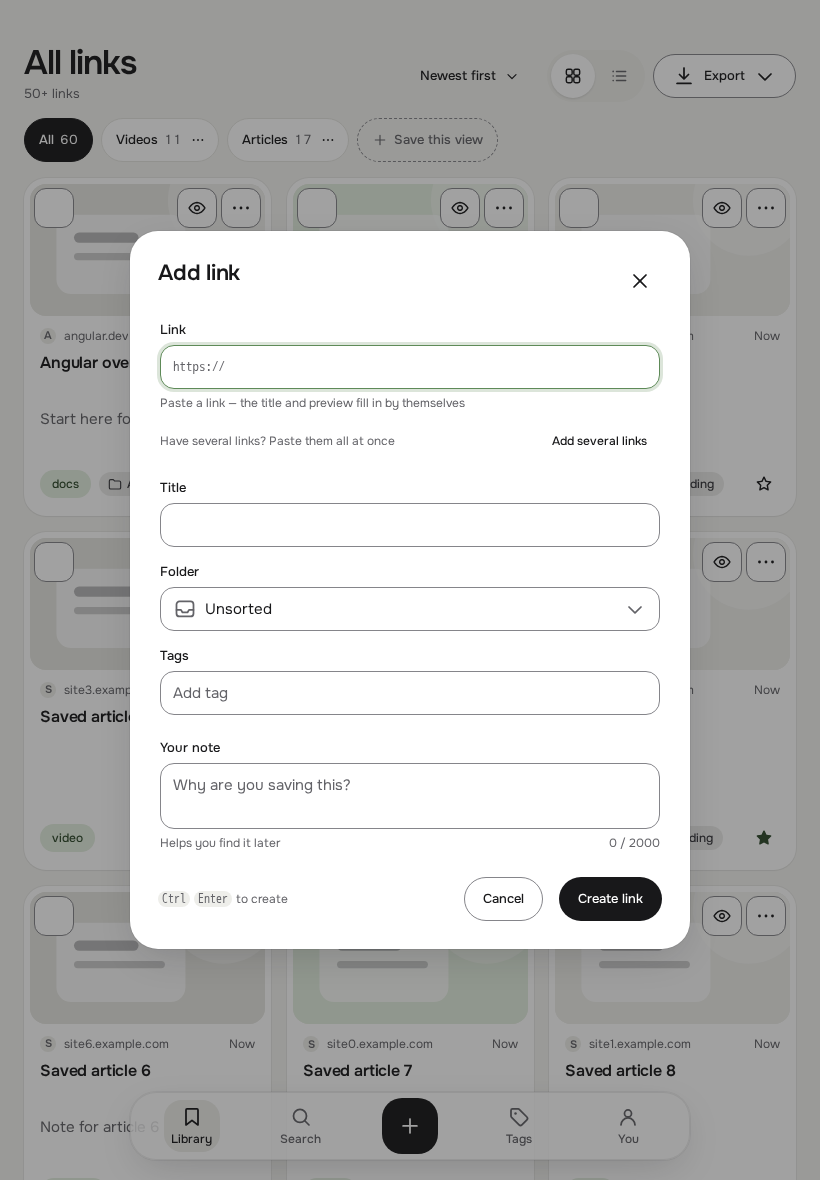 All links
50+ links
Newest first
Export
All 60
Videos 11
Articles 17
Save this view
A angular.dev
Now
Angular ove
Start here fo
docs
Add link
Link
https://
Paste a link — the title and preview fill in by themselves
Have several links? Paste them all at once
Add several links
Title
Folder
Unsorted
Tags
Add tag
Your note
Why are you saving this?
Helps you find it later
0 / 2000
Ctrl Enter to create
Cancel
Create link
S site3.examp
Now
Saved article
video
S site6.example.com Now
S site0.example.com Now
S site1.example.com Now
Saved article 6
Saved article 7
Saved article 8
Note for article 6
Library
Search
Tags
You